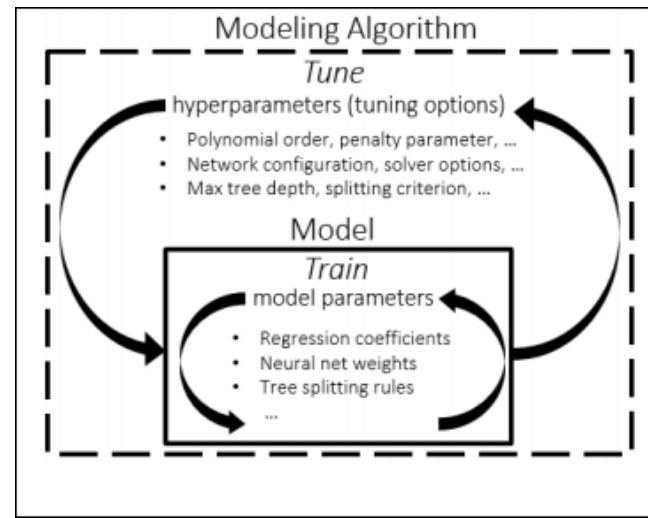 Modeling Algorithm
Tune
hyperparameters (tuning options)
• Polynomial order, penalty parameter, ...
• Network configuration, solver options, ...
• Max tree depth, splitting criterion, ...
Model
Train
model parameters
• Regression coefficients
• Neural net weights
• Tree splitting rules
...